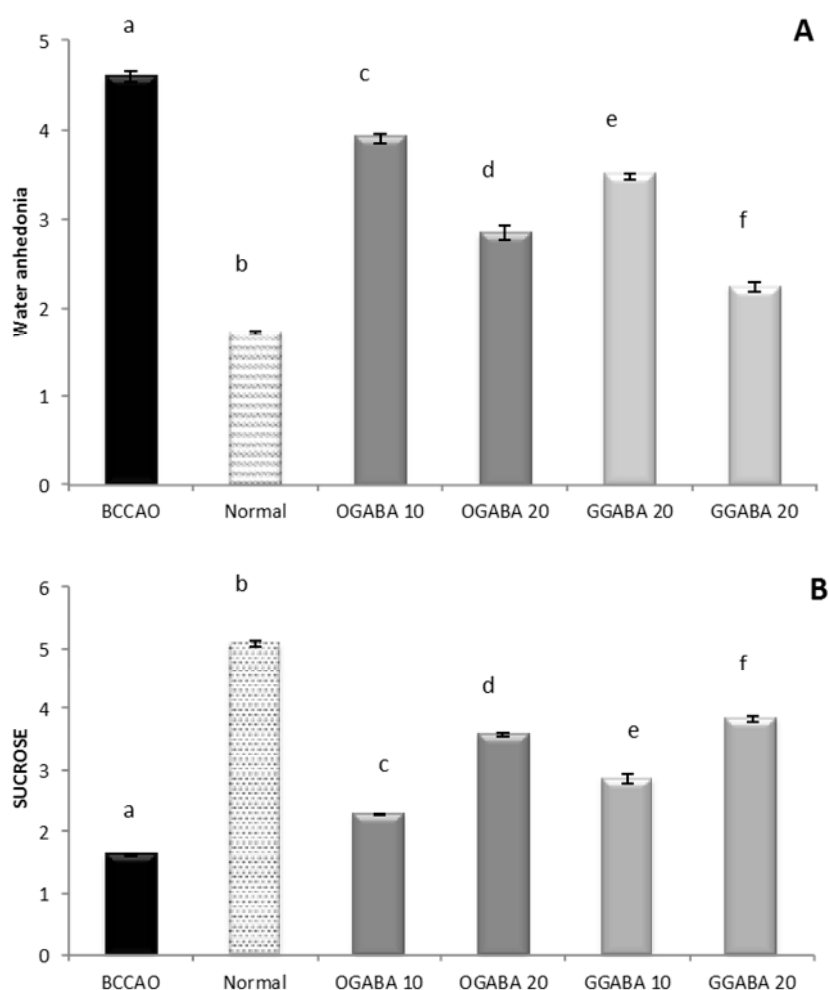 A
a
5
c
4
e
d
3
f
b
2
1
0
Water anhedonia
BCCAO Normal OGABA 10 OGABA 20 GGABA 20 GGABA 20
B
6
b
5
f
4
d
e
3
c
2
a
1
0
SUCROSE
BCCAO Normal OGABA 10 OGABA 20 GGABA 10 GGABA 20